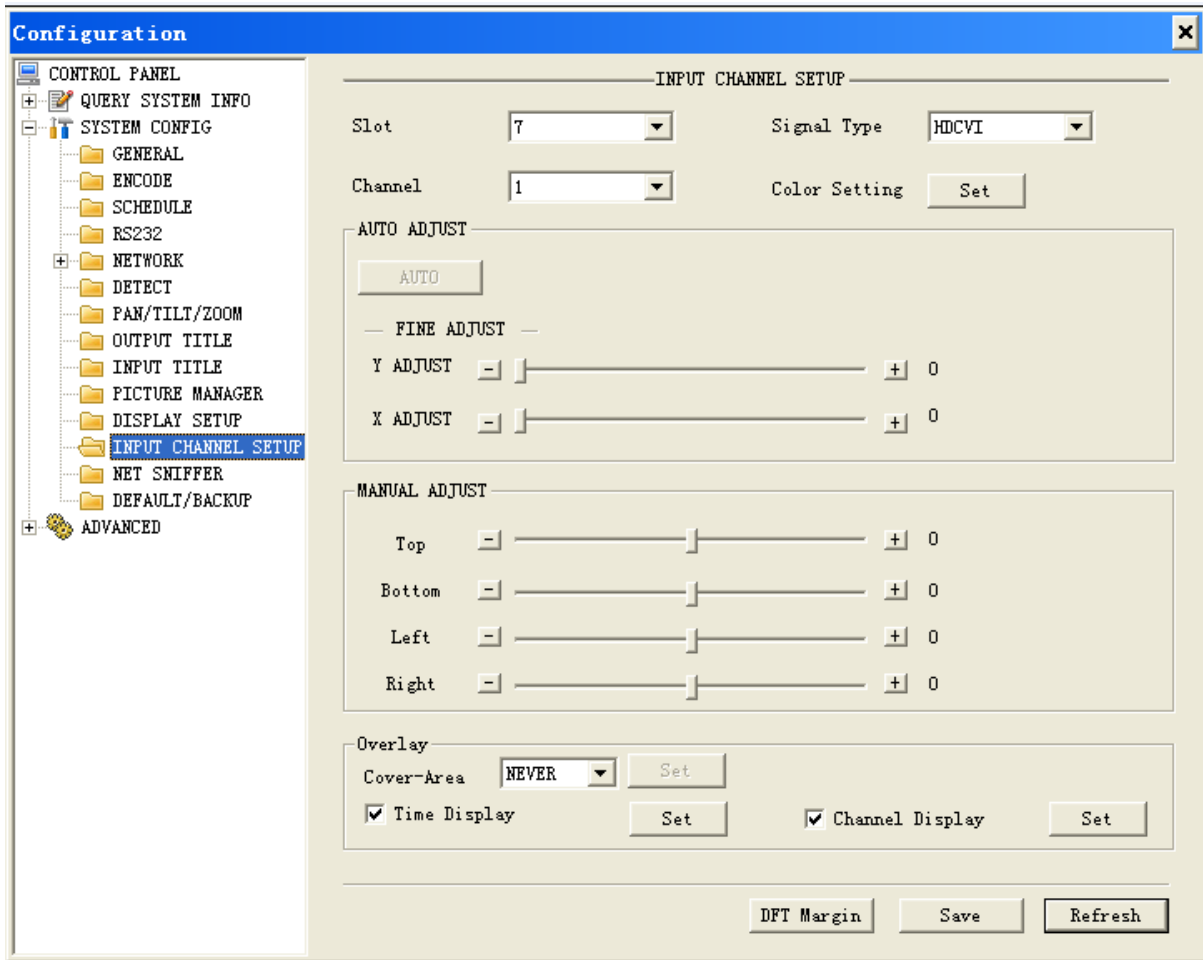 Configuration
CONTROL PANEL
QUERY SYSTEM INFO
SYSTEM CONFIG
GENERAL
ENCODE
SCHEDULE
RS232
NETWORK
DETECT
PAN/TILT/ZOOM
OUTPUT TITLE
INPUT TITLE
PICTURE MANAGER
DISPLAY SETUP
INPUT CHANNEL SETUP
NET SNIFFER
DEFAULT/BACKUP
ADVANCED
INPUT CHANNEL SETUP
Slot 7 Signal Type HDCVI
Channel 1 Color Setting Set
AUTO ADJUST
AUTO
FINE ADJUST
Y ADJUST - + 0
X ADJUST - + 0
MANUAL ADJUST
Top - + 0
Bottom - + 0
Left - + 0
Right - + 0
Overlay
Cover-Area NEVER Set
Time Display Set Channel Display Set
DFT Margin Save Refresh